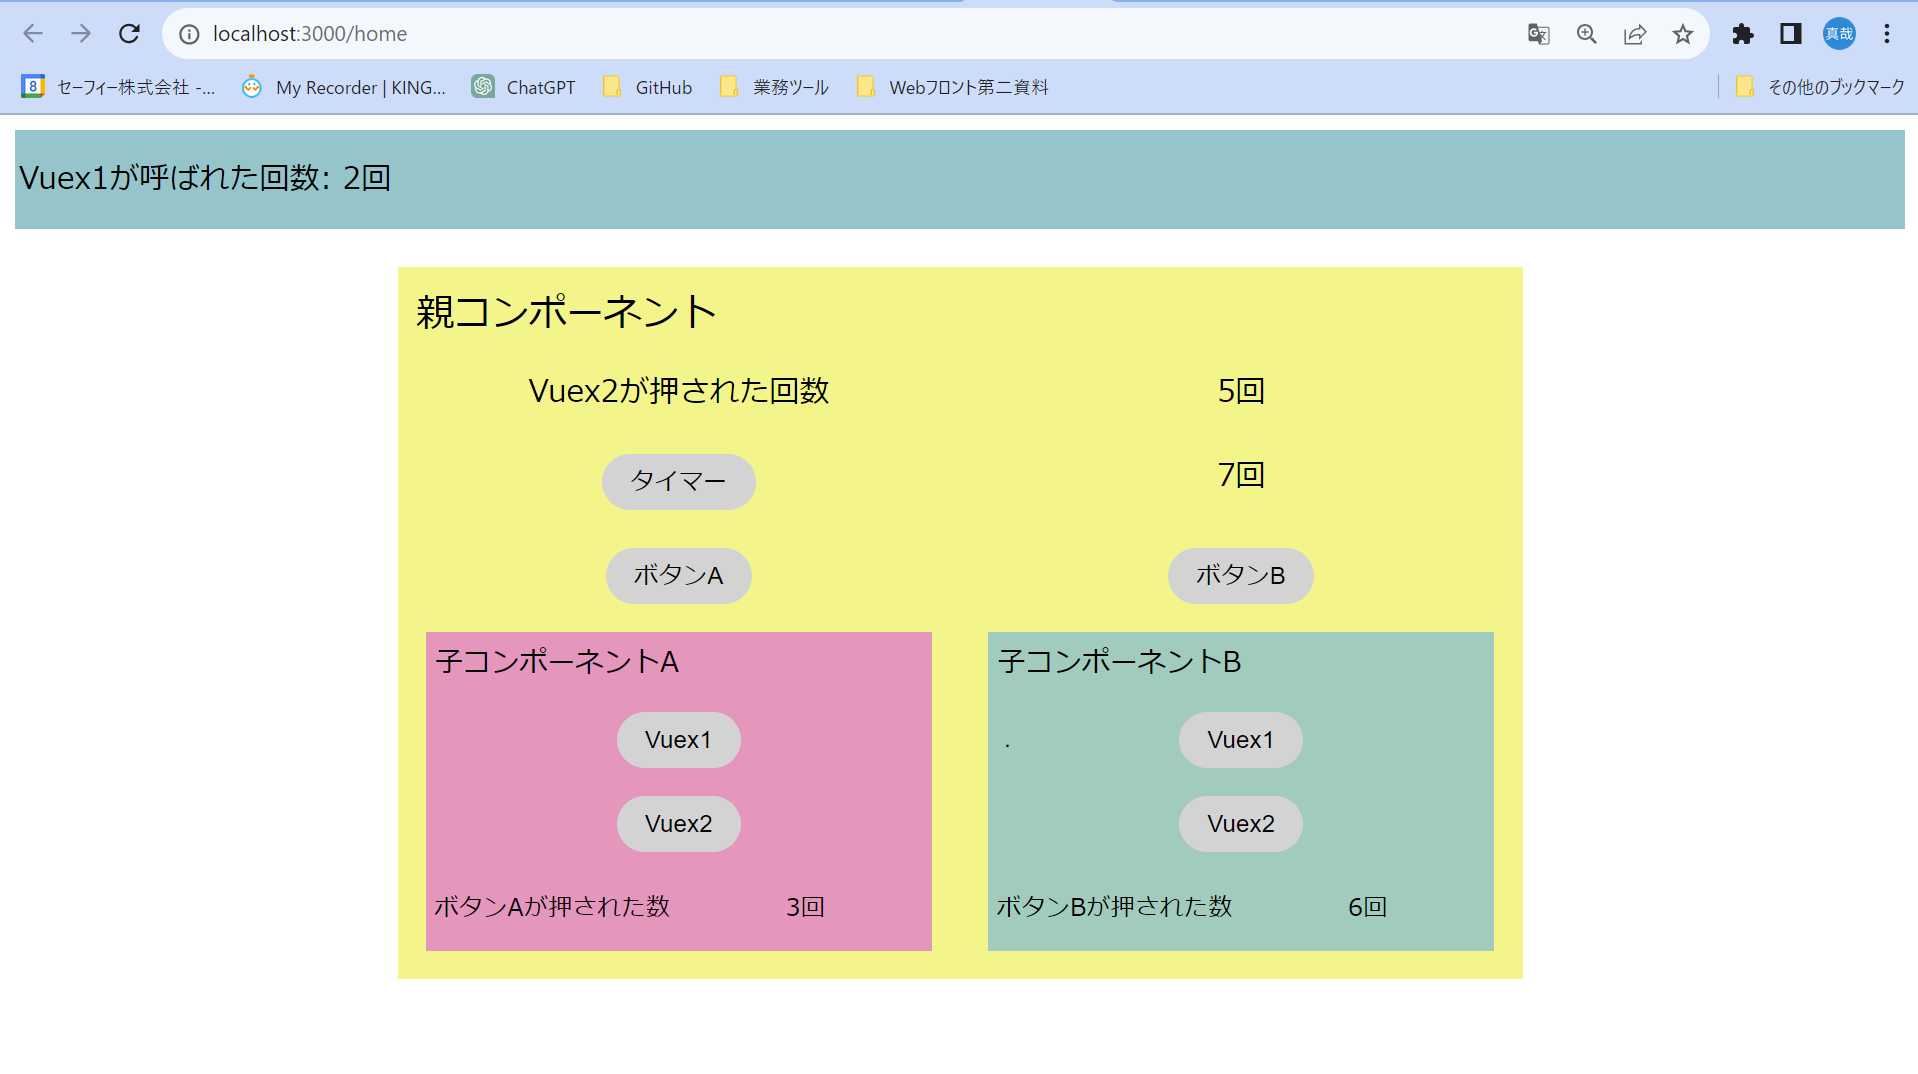 localhost:3000/home
真哉
8 セーフィー株式会社 -... My Recorder | KING... ChatGPT GitHub 業務ツール Webフロント第二資料 その他のブックマーク
Vuex1が呼ばれた回数: 2回
親コンポーネント
Vuex2が押された回数 5回
タイマー 7回
ボタンA ボタンB
子コンポーネントA
Vuex1
Vuex2
ボタンAが押された数 3回
子コンポーネントB
.
Vuex1
Vuex2
ボタンBが押された数 6回